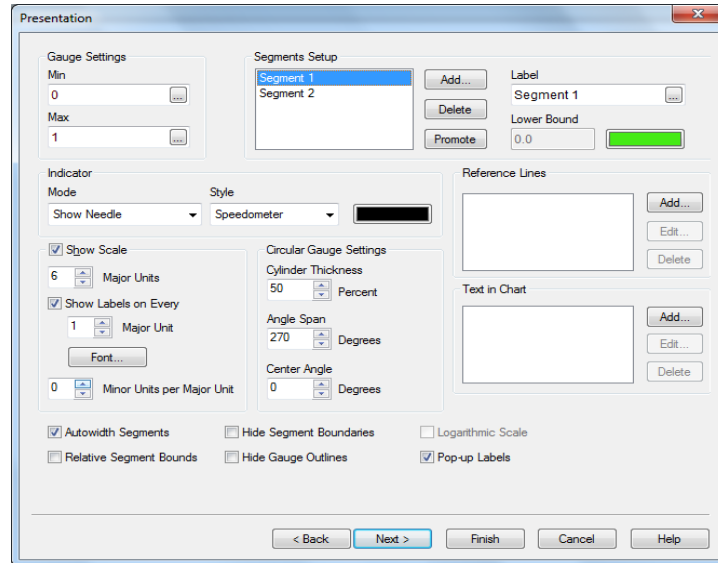 Presentation
Gauge Settings
Min
0
...
Max
1
...
Segments Setup
Segment 1
Segment 2
Add...
Delete
Promote
Label
Segment 1
...
Lower Bound
0.0
Indicator
Mode
Show Needle
Style
Speedometer
Reference Lines
Add...
Edit...
Delete
Show Scale
6 Major Units
Show Labels on Every
1 Major Unit
Font...
0 Minor Units per Major Unit
Circular Gauge Settings
Cylinder Thickness
50 Percent
Angle Span
270 Degrees
Center Angle
0 Degrees
Text in Chart
Add...
Edit...
Delete
Autowidth Segments
Hide Segment Boundaries
Logarithmic Scale
Relative Segment Bounds
Hide Gauge Outlines
Pop-up Labels
< Back
Next >
Finish
Cancel
Help